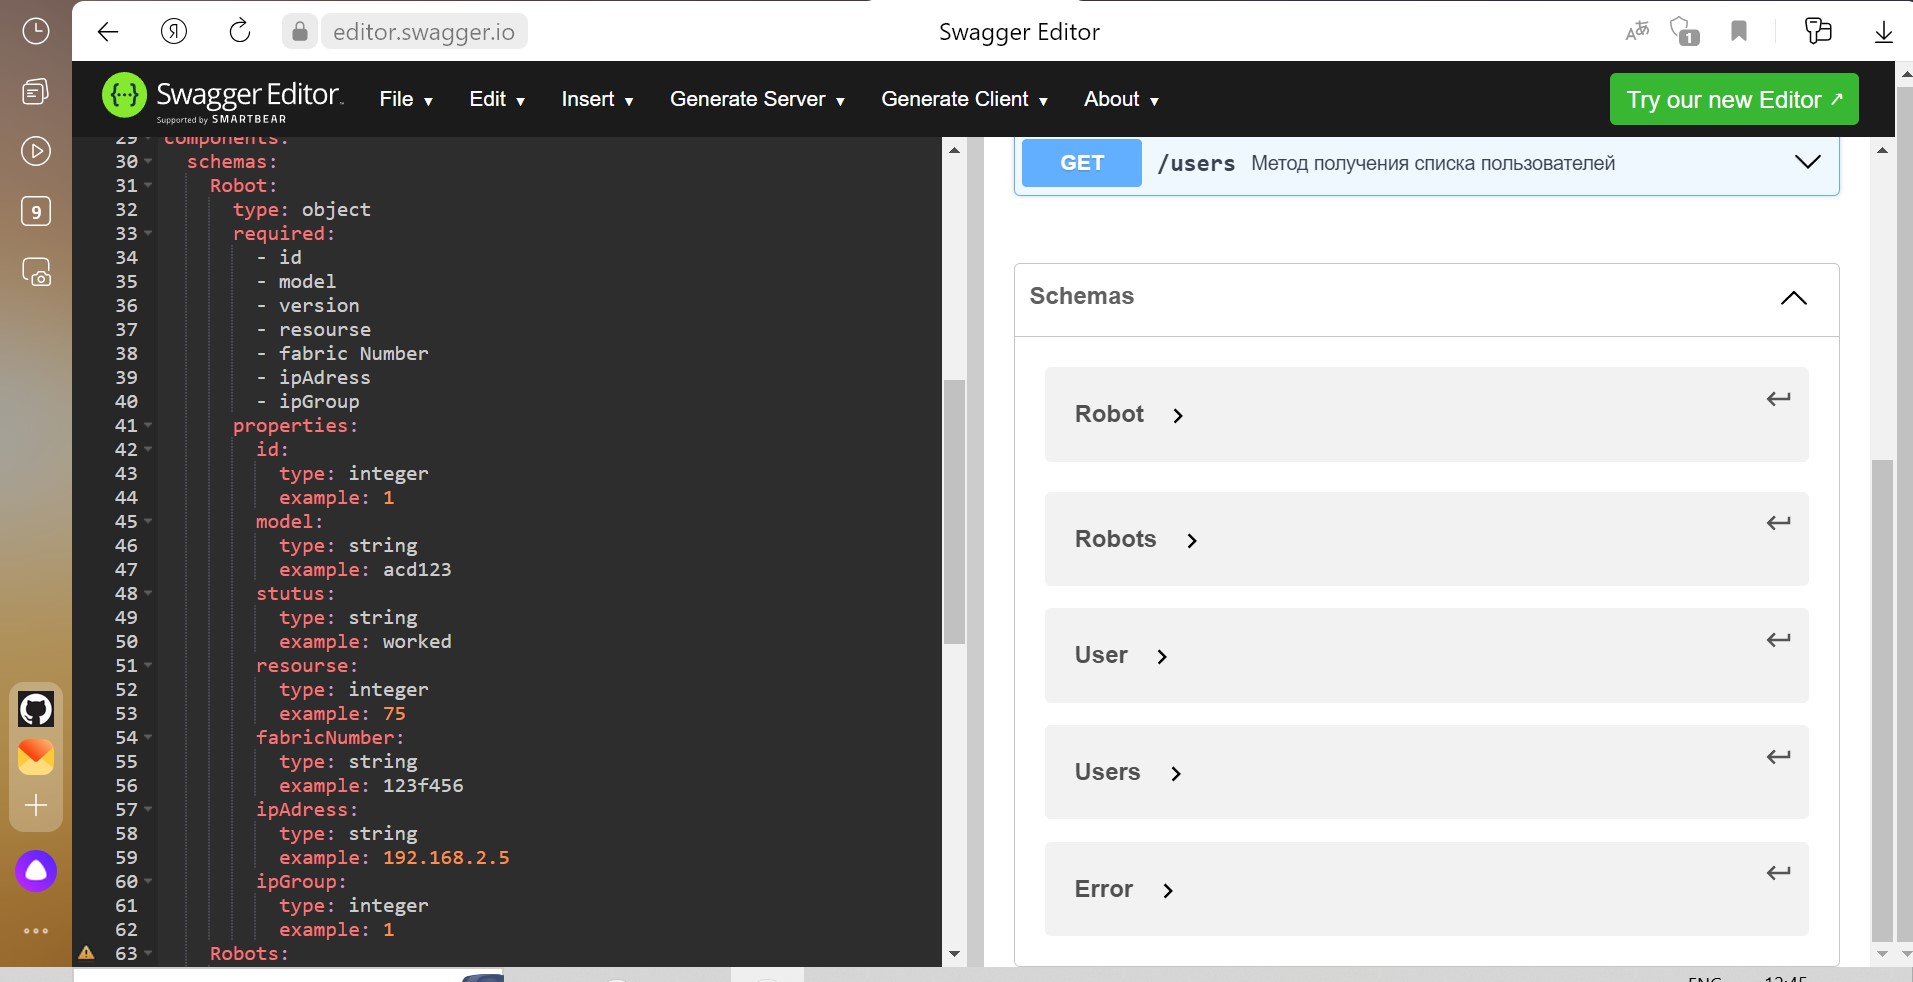 editor.swagger.io
Swagger Editor
1
9
Swagger Editor
Supported by SMARTBEAR
File
Edit
Insert
Generate Server
Generate Client
About
Try our new Editor
29 components:
30 schemas:
31 Robot:
32 type: object
33 required:
34 - id
35 - model
36 - version
37 - resourse
38 - fabric Number
39 - ipAdress
40 - ipGroup
41 properties:
42 id:
43 type: integer
44 example: 1
45 model:
46 type: string
47 example: acd123
48 stutus:
49 type: string
50 example: worked
51 resourse:
52 type: integer
53 example: 75
54 fabricNumber:
55 type: string
56 example: 123f456
57 ipAdress:
58 type: string
59 example: 192.168.2.5
60 ipGroup:
61 type: integer
62 example: 1
63 Robots:
GET /users Метод получения списка пользователей
Schemas
Robot
Robots
User
Users
Error